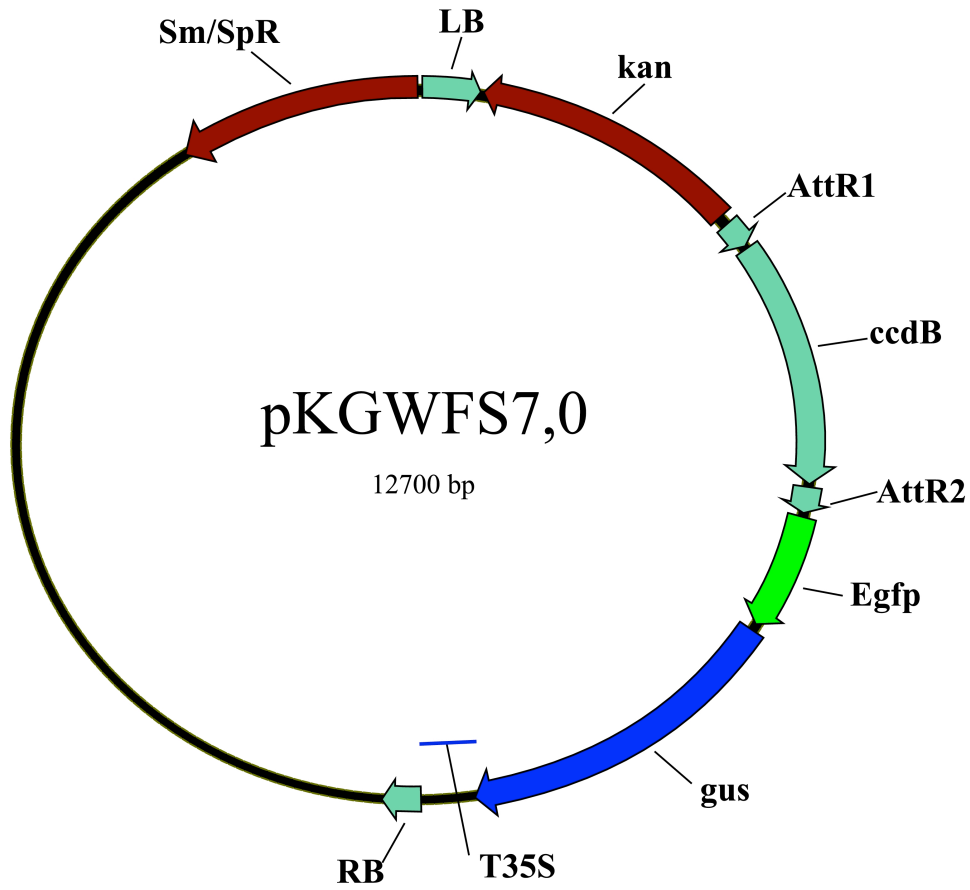 LB
Sm/SpR
kan
AttR1
ccdB
pKGWFS7,0
12700 bp
AttR2
Egfp
gus
T35S
RB